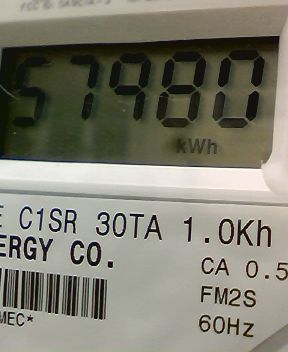 57980
kWh
E C1SR 30TA 1.0Kh
ERGY CO.
CA 0.5
FM2S
MEC*
60Hz